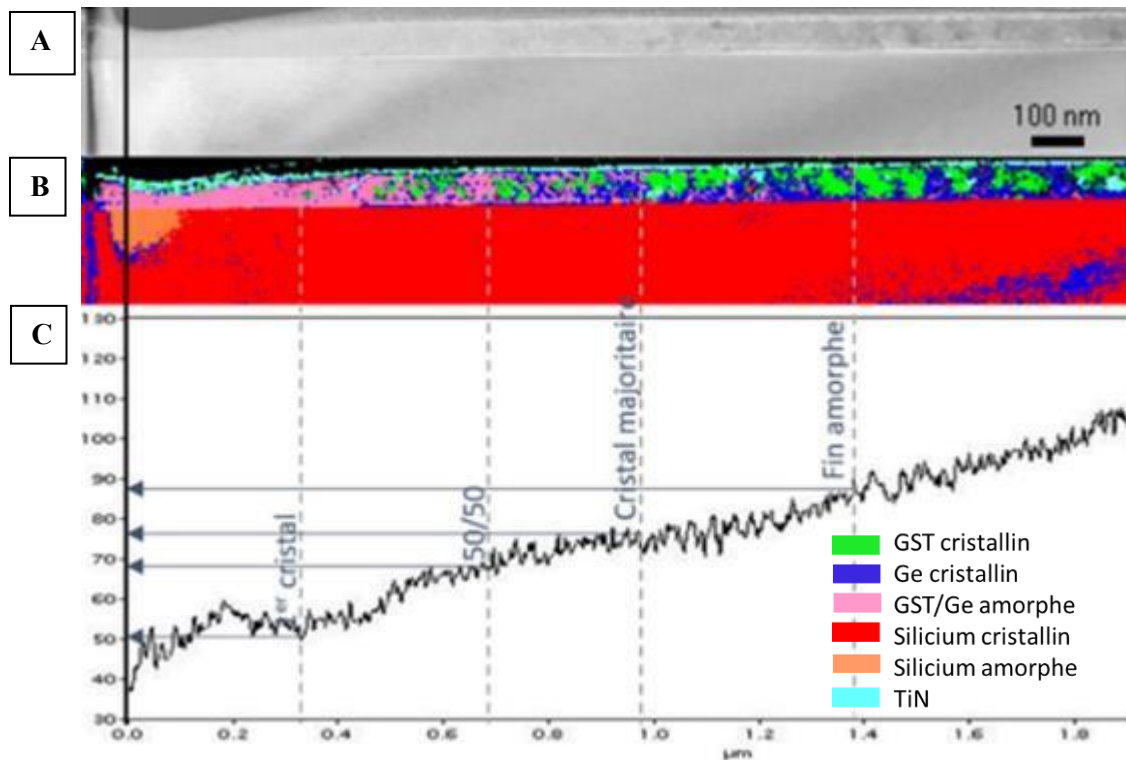 A
100 nm
B
C
130
120
110
100
90
80
70
60
50
40
30
1er cristal
50/50
Cristal majoritaire
Fin amorphe
GST cristallin
Ge cristallin
GST/Ge amorphe
Silicium cristallin
Silicium amorphe
TiN
0.0 0.2 0.4 0.6 0.8 1.0 1.2 1.4 1.6 1.8
µm